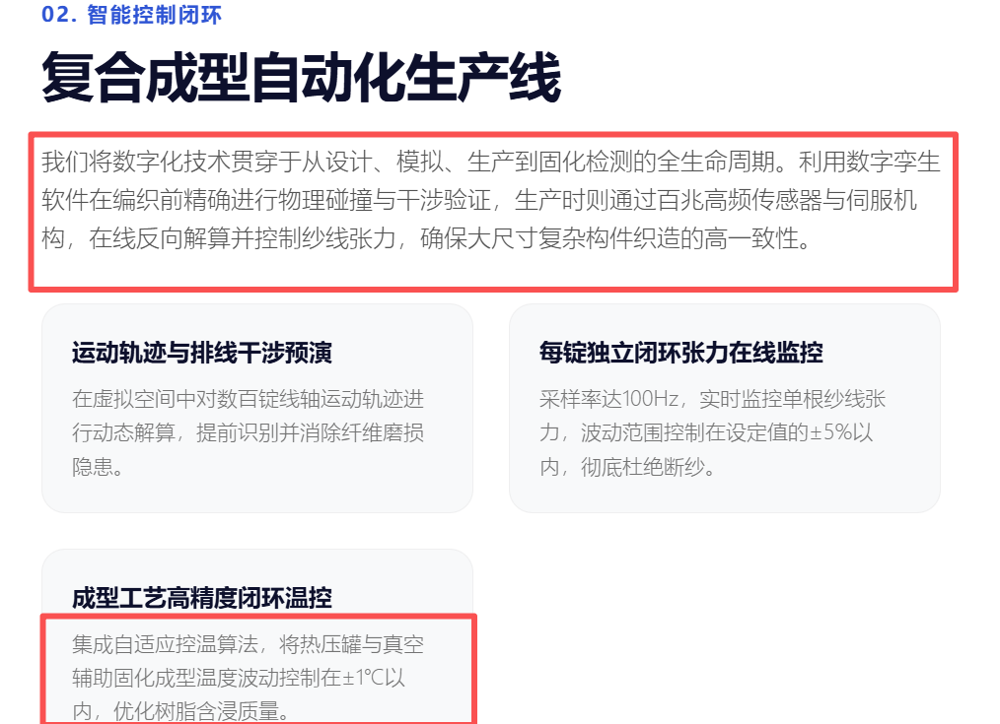 02. 智能控制闭环
复合成型自动化生产线
我们将数字化技术贯穿于从设计、模拟、生产到固化检测的全生命周期。利用数字孪生
软件在编织前精确进行物理碰撞与干涉验证，生产时则通过百兆高频传感器与伺服机
构，在线反向解算并控制纱线张力，确保大尺寸复杂构件织造的高一致性。
运动轨迹与排线干涉预演
在虚拟空间中对数百锭线轴运动轨迹进
行动态解算，提前识别并消除纤维磨损
隐患。
每锭独立闭环张力在线监控
采样率达100Hz，实时监控单根纱线张
力，波动范围控制在设定值的±5%以
内，彻底杜绝断纱。
成型工艺高精度闭环温控
集成自适应控温算法，将热压罐与真空
辅助固化成型温度波动控制在±1℃以
内，优化树脂含浸质量。